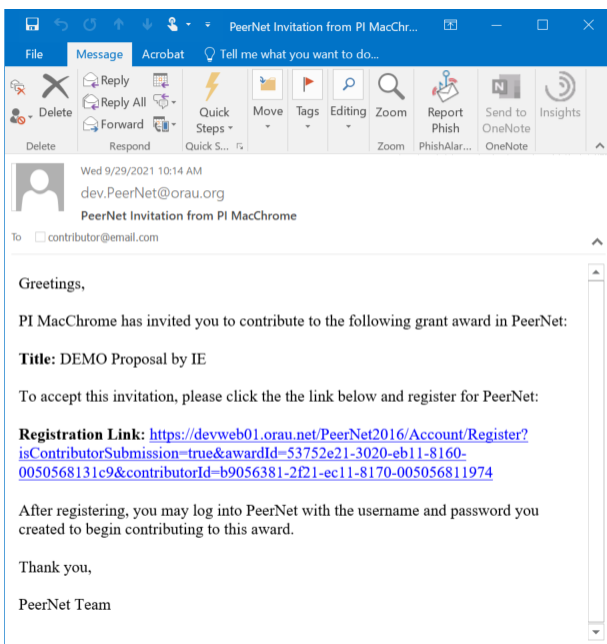 PeerNet Invitation from PI MacChr...
File Message Acrobat Tell me what you want to do...
Delete
Reply
Reply All
Forward
Quick Steps
Move
Tags
Editing
Zoom
Report Phish
Send to OneNote
Insights
Delete Respond Quick S... Zoom PhishAlar... OneNote
Wed 9/29/2021 10:14 AM
dev.PeerNet@orau.org
PeerNet Invitation from PI MacChrome
To contributor@email.com
Greetings,
PI MacChrome has invited you to contribute to the following grant award in PeerNet:
Title: DEMO Proposal by IE
To accept this invitation, please click the the link below and register for PeerNet:
Registration Link: https://devweb01.orau.net/PeerNet2016/Account/Register?
isContributorSubmission=true&awardId=53752e21-3020-eb11-8160-
0050568131c9&contributorId=b9056381-2f21-ec11-8170-005056811974
After registering, you may log into PeerNet with the username and password you
created to begin contributing to this award.
Thank you,
PeerNet Team